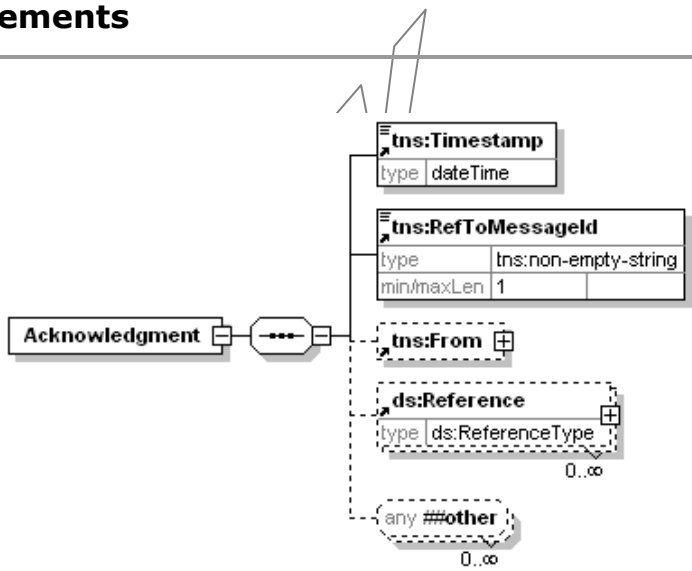 ements
tns:Timestamp
type dateTime
tns:RefToMessageId
type tns:non-empty-string
min/maxLen 1
Acknowledgment
tns:From
ds:Reference
type ds:ReferenceType
0..∞
any ##other
0..∞